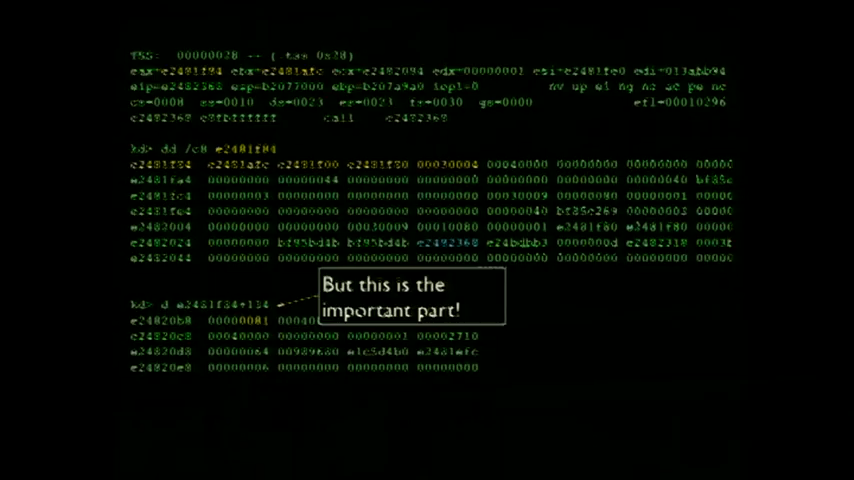 TSS: 00000028 -- (.tss 0x28)
eax=e2481f84 ebx=e2481afc ecx=e2482094 edx=00000001 esi=e2481fe0 edi=013abb94
eip=e2482368 esp=b2077000 ebp=b207a9a0 iopl=0 nv up ei ng nz ac pe nc
cs=0008 ss=0010 ds=0023 es=0023 fs=0030 gs=0000 efl=00010296
e2482368 e8fbffffff call e2482368
kd> dd /c8 e2481f84
e2481f84 e2481afc e2481f00 e2481f80 00030004 00040000 00000000 00000000 00000
e2481fa4 00000000 00000044 00000000 00000000 00000000 00000000 00000040 bf85c
e2481fc4 00000003 00000000 00000000 00000000 00030009 00000080 00000001 00000
e2481fe4 00000000 00000000 00000000 00000000 00000040 bf85c269 00000003 00000
e2482004 00000000 00000000 00030009 00010080 00000001 e2481f80 e2481f80 00000
e2482024 00000000 bf95bd4b bf95bd4b e2482368 e24bdbb3 0000000d e2482318 0003b
e2482044 00000000 00000000 00000000 00000000 00000000 00000000 00000000 00000
But this is the
important part!
kd> d e2481f84+134
e24820b8 00000081
e24820c8 00040000 00000000 00000001 00002710
e24820d8 00000064 00989680 e1c5d4b0 e2481efc
e24820e8 00000006 00000000 00000000 00000000